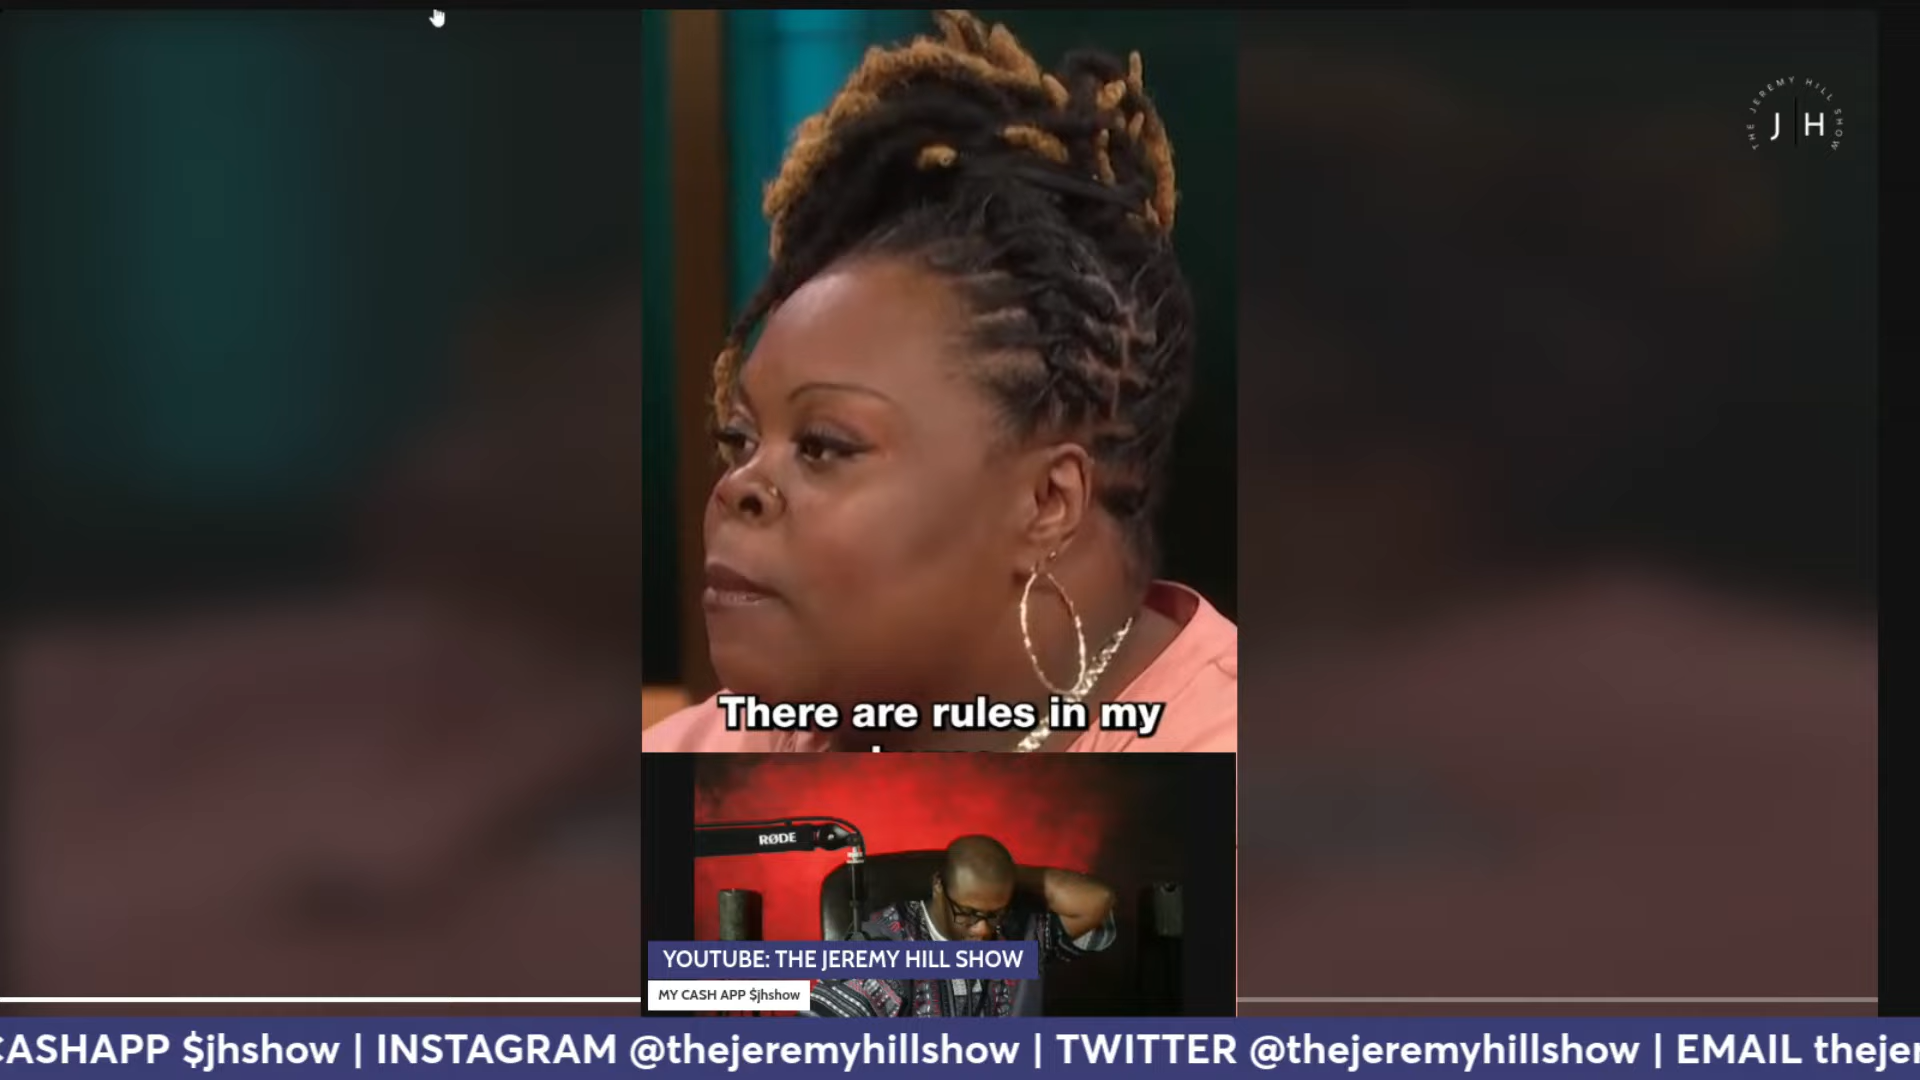 THE JEREMY HILL SHOW
J H
There are rules in my
RØDE
YOUTUBE: THE JEREMY HILL SHOW
MY CASH APP $jhshow
CASHAPP $jhshow | INSTAGRAM @thejeremyhillshow | TWITTER @thejeremyhillshow | EMAIL thejer